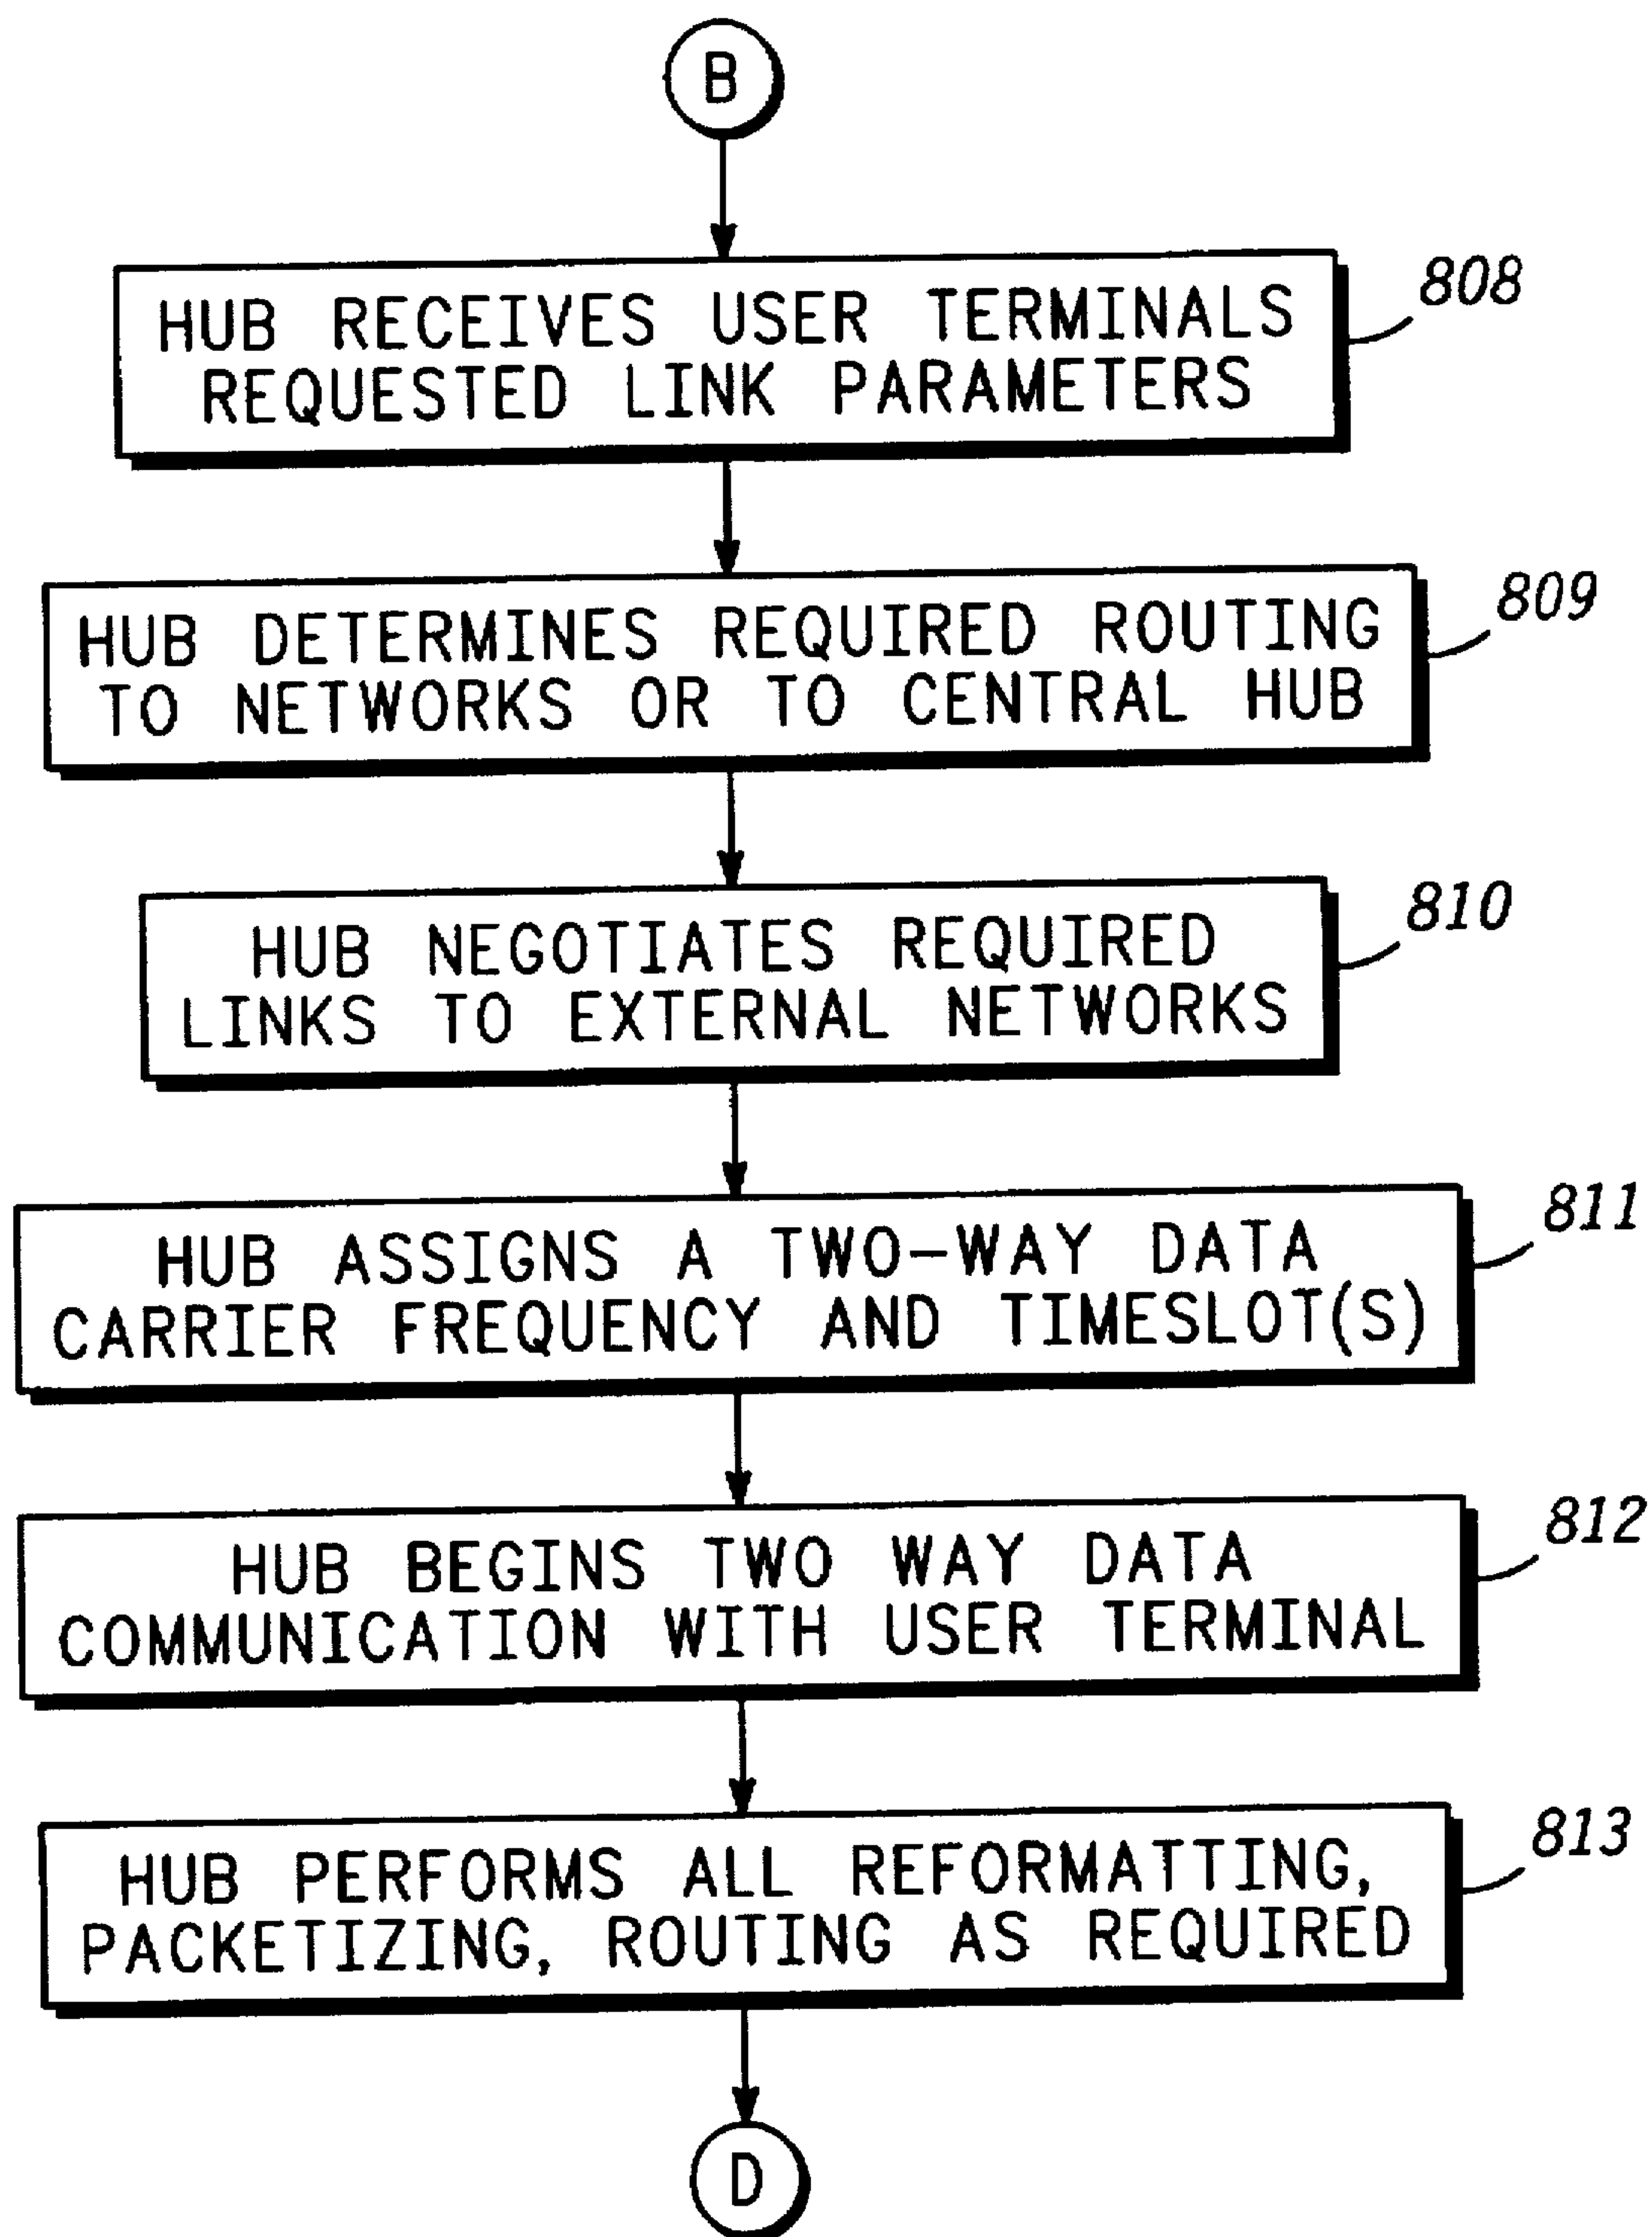 B
HUB RECEIVES USER TERMINALS
REQUESTED LINK PARAMETERS
808
HUB DETERMINES REQUIRED ROUTING
TO NETWORKS OR TO CENTRAL HUB
809
HUB NEGOTIATES REQUIRED
LINKS TO EXTERNAL NETWORKS
810
HUB ASSIGNS A TWO-WAY DATA
CARRIER FREQUENCY AND TIMESLOT(S)
811
HUB BEGINS TWO WAY DATA
COMMUNICATION WITH USER TERMINAL
812
HUB PERFORMS ALL REFORMATTING,
PACKETIZING, ROUTING AS REQUIRED
813
D